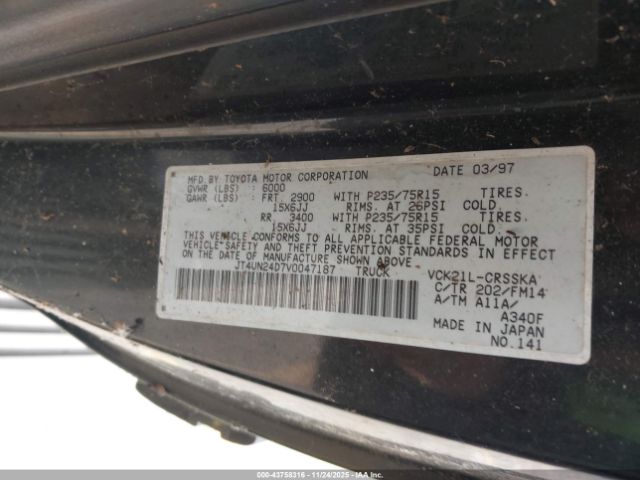 MFD.BY:TOYOTA MOTOR CORPORATION DATE 03/97
GVWR (LBS) 6000
GAWR (LBS) FRT. 2900 WITH P235/75R15 TIRES.
15X6JJ RIMS. AT 26PSI COLD.
RR 3400 WITH P235/75R15 TIRES.
15X6JJ RIMS. AT 35PSI COLD.
THIS VEHICLE CONFORMS TO ALL APPLICABLE FEDERAL MOTOR
VEHICLE SAFETY AND THEFT PREVENTION STANDARDS IN EFFECT
ON THE DATE OF MANUFACTURE SHOWN ABOVE.
JT4UN24D7V0047187 TRUCK VCK21L-CRSSKA
C/TR 202/FM14
A/TM A11A/
A340F
MADE IN JAPAN
NO.141
000-43758316 - 11/24/2025 - IAAI.COM